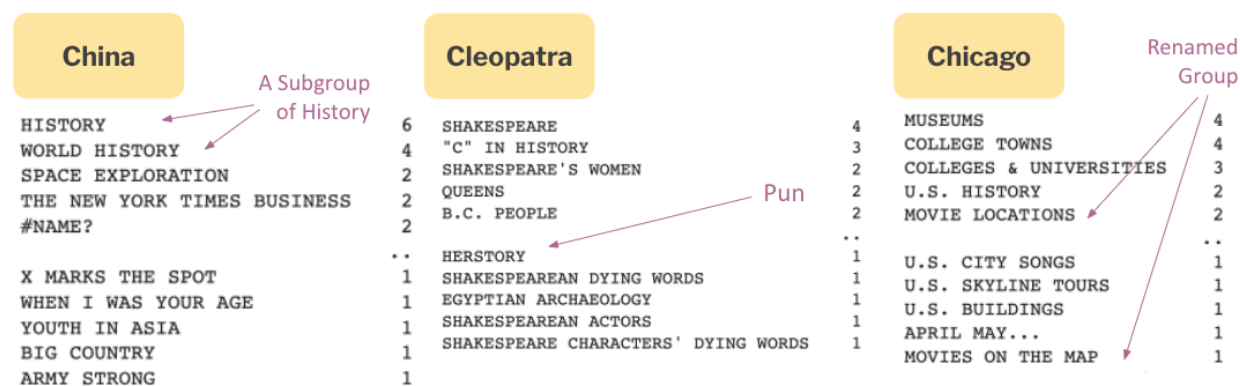 China
A Subgroup
of History
HISTORY 6
WORLD HISTORY 4
SPACE EXPLORATION 2
THE NEW YORK TIMES BUSINESS 2
#NAME? 2
..
X MARKS THE SPOT 1
WHEN I WAS YOUR AGE 1
YOUTH IN ASIA 1
BIG COUNTRY 1
ARMY STRONG 1
Cleopatra
SHAKESPEARE 4
"C" IN HISTORY 3
SHAKESPEARE'S WOMEN 2
QUEENS 2
B.C. PEOPLE 2
Pun
..
HERSTORY 1
SHAKESPEAREAN DYING WORDS 1
EGYPTIAN ARCHAEOLOGY 1
SHAKESPEAREAN ACTORS 1
SHAKESPEARE CHARACTERS' DYING WORDS 1
Chicago
Renamed
Group
MUSEUMS 4
COLLEGE TOWNS 4
COLLEGES & UNIVERSITIES 3
U.S. HISTORY 2
MOVIE LOCATIONS 2
..
U.S. CITY SONGS 1
U.S. SKYLINE TOURS 1
U.S. BUILDINGS 1
APRIL MAY... 1
MOVIES ON THE MAP 1